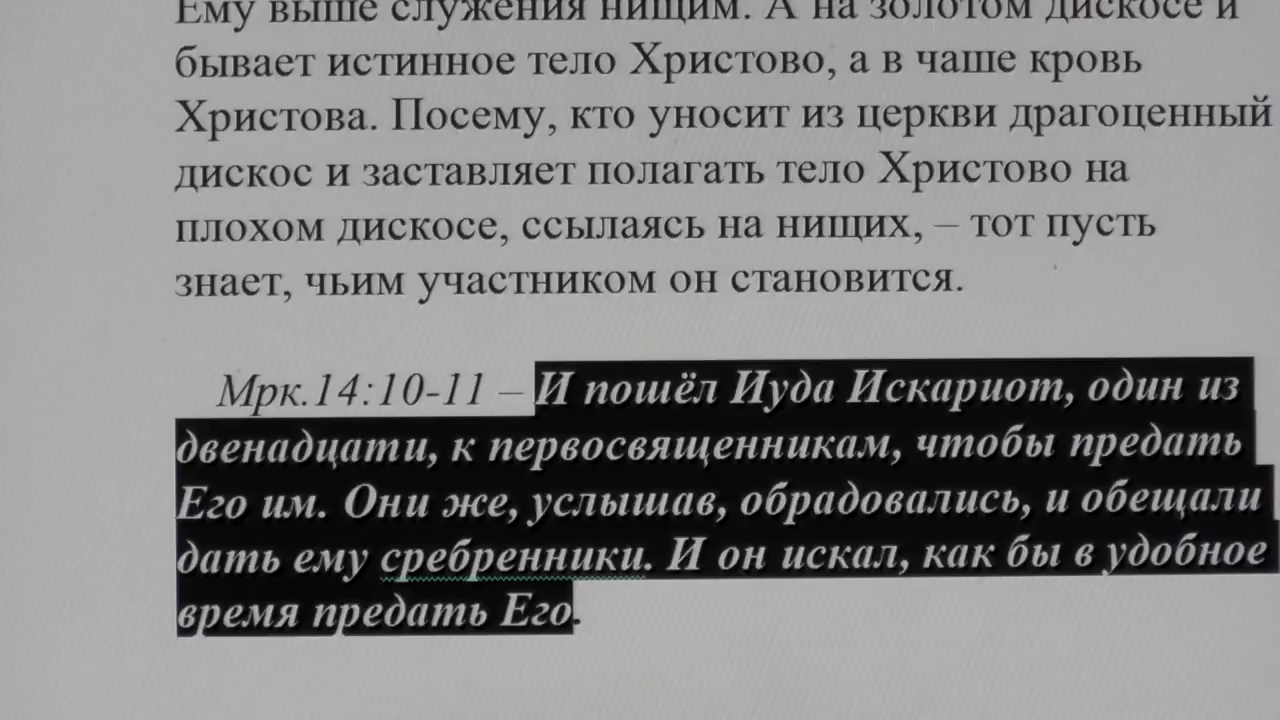 Ему выше служения нищим. А на золотом дискосе и
бывает истинное тело Христово, а в чаше кровь
Христова. Посему, кто уносит из церкви драгоценный
дискос и заставляет полагать тело Христово на
плохом дискосе, ссылаясь на нищих, – тот пусть
знает, чьим участником он становится.
Мрк.14:10-11 – И пошёл Иуда Искариот, один из
двенадцати, к первосвященникам, чтобы предать
Его им. Они же, услышав, обрадовались, и обещали
дать ему сребренники. И он искал, как бы в удобное
время предать Его.